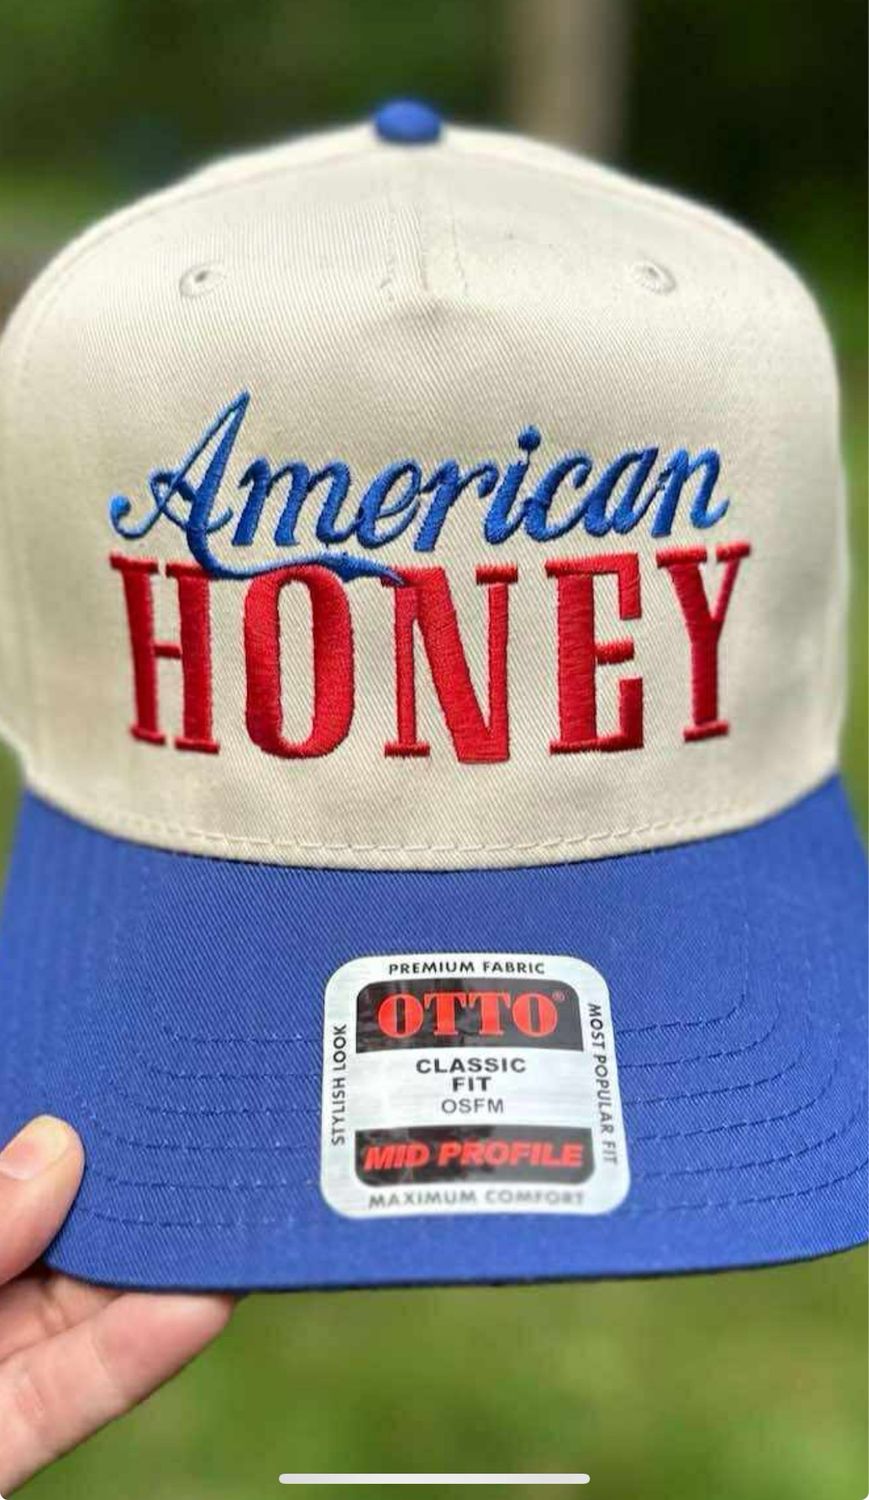 American
HONEY
PREMIUM FABRIC
OTTO®
STYLISH LOOK
CLASSIC
FIT
OSFM
MOST POPULAR FIT
MID PROFILE
MAXIMUM COMFORT